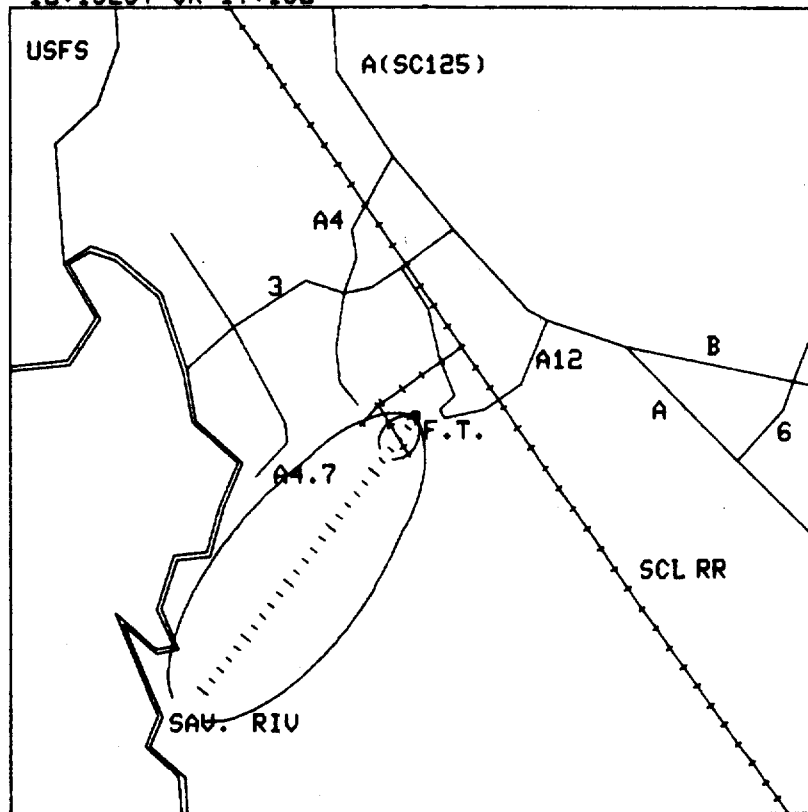 USFS
A(SC125)
A4
3
A12
B
A
6
F.T.
A4.7
SCL RR
SAV. RIV